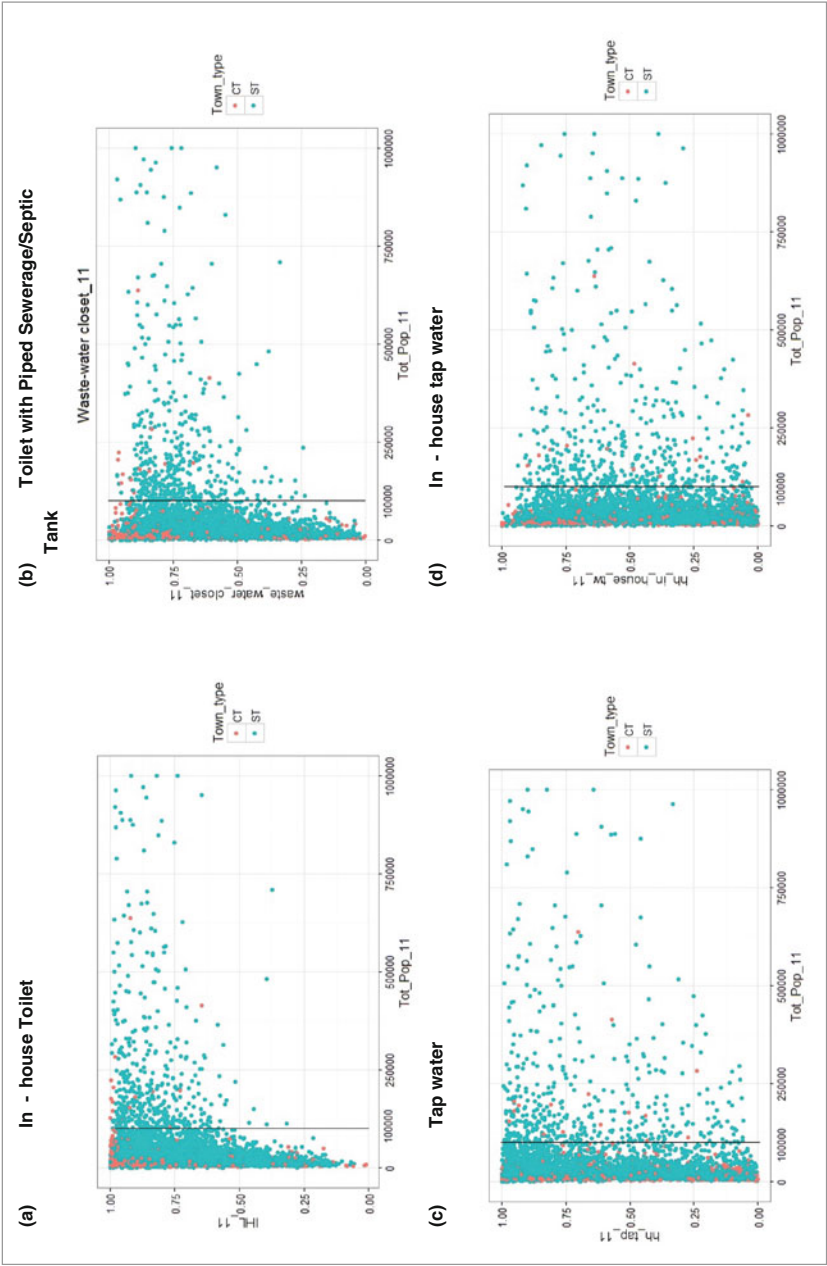 (a) In - house Toilet
1.00
0.75
0.50
0.25
0.00
IHL_11
0
100000
250000
500000
750000
1000000
Tot_Pop_11
Town_type
CT
ST
(b) Toilet with Piped Sewerage/Septic
Tank
Waste-water closet_11
1.00
0.75
0.50
0.25
0.00
waste_water_closet_11
0
100000
250000
500000
750000
1000000
Tot_Pop_11
Town_type
CT
ST
(c) Tap water
1.00
0.75
0.50
0.25
0.00
hh_tap_11
0
100000
250000
500000
750000
1000000
Tot_Pop_11
Town_type
CT
ST
(d) In - house tap water
1.00
0.75
0.50
0.25
0.00
hh_in_house_tw_11
0
100000
250000
500000
750000
1000000
Tot_Pop_11
Town_type
CT
ST